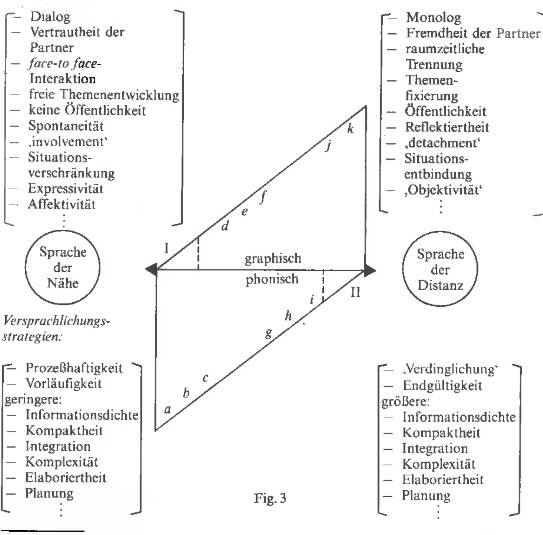 – Dialog
– Vertrautheit der
Partner
– face-to face-
Interaktion
– freie Themenentwicklung
– keine Öffentlichkeit
– Spontaneität
– ‚involvement‘
– Situations-
verschränkung
– Expressivität
– Affektivität
⋮
– Monolog
– Fremdheit der Partner
– raumzeitliche
Trennung
– Themen-
fixierung
– Öffentlichkeit
– Reflektiertheit
– ‚detachment‘
– Situations-
entbindung
– ‚Objektivität‘
⋮
k
j
f
e
d
I
Sprache
der
Nähe
graphisch
phonisch
Sprache
der
Distanz
II
i
h
g
c
b
a
Versprachlichungs-
strategien:
– Prozeßhaftigkeit
– Vorläufigkeit
geringere:
– Informationsdichte
– Kompaktheit
– Integration
– Komplexität
– Elaboriertheit
– Planung
⋮
– ‚Verdinglichung‘
– Endgültigkeit
größere:
– Informationsdichte
– Kompaktheit
– Integration
– Komplexität
– Elaboriertheit
– Planung
⋮
Fig. 3